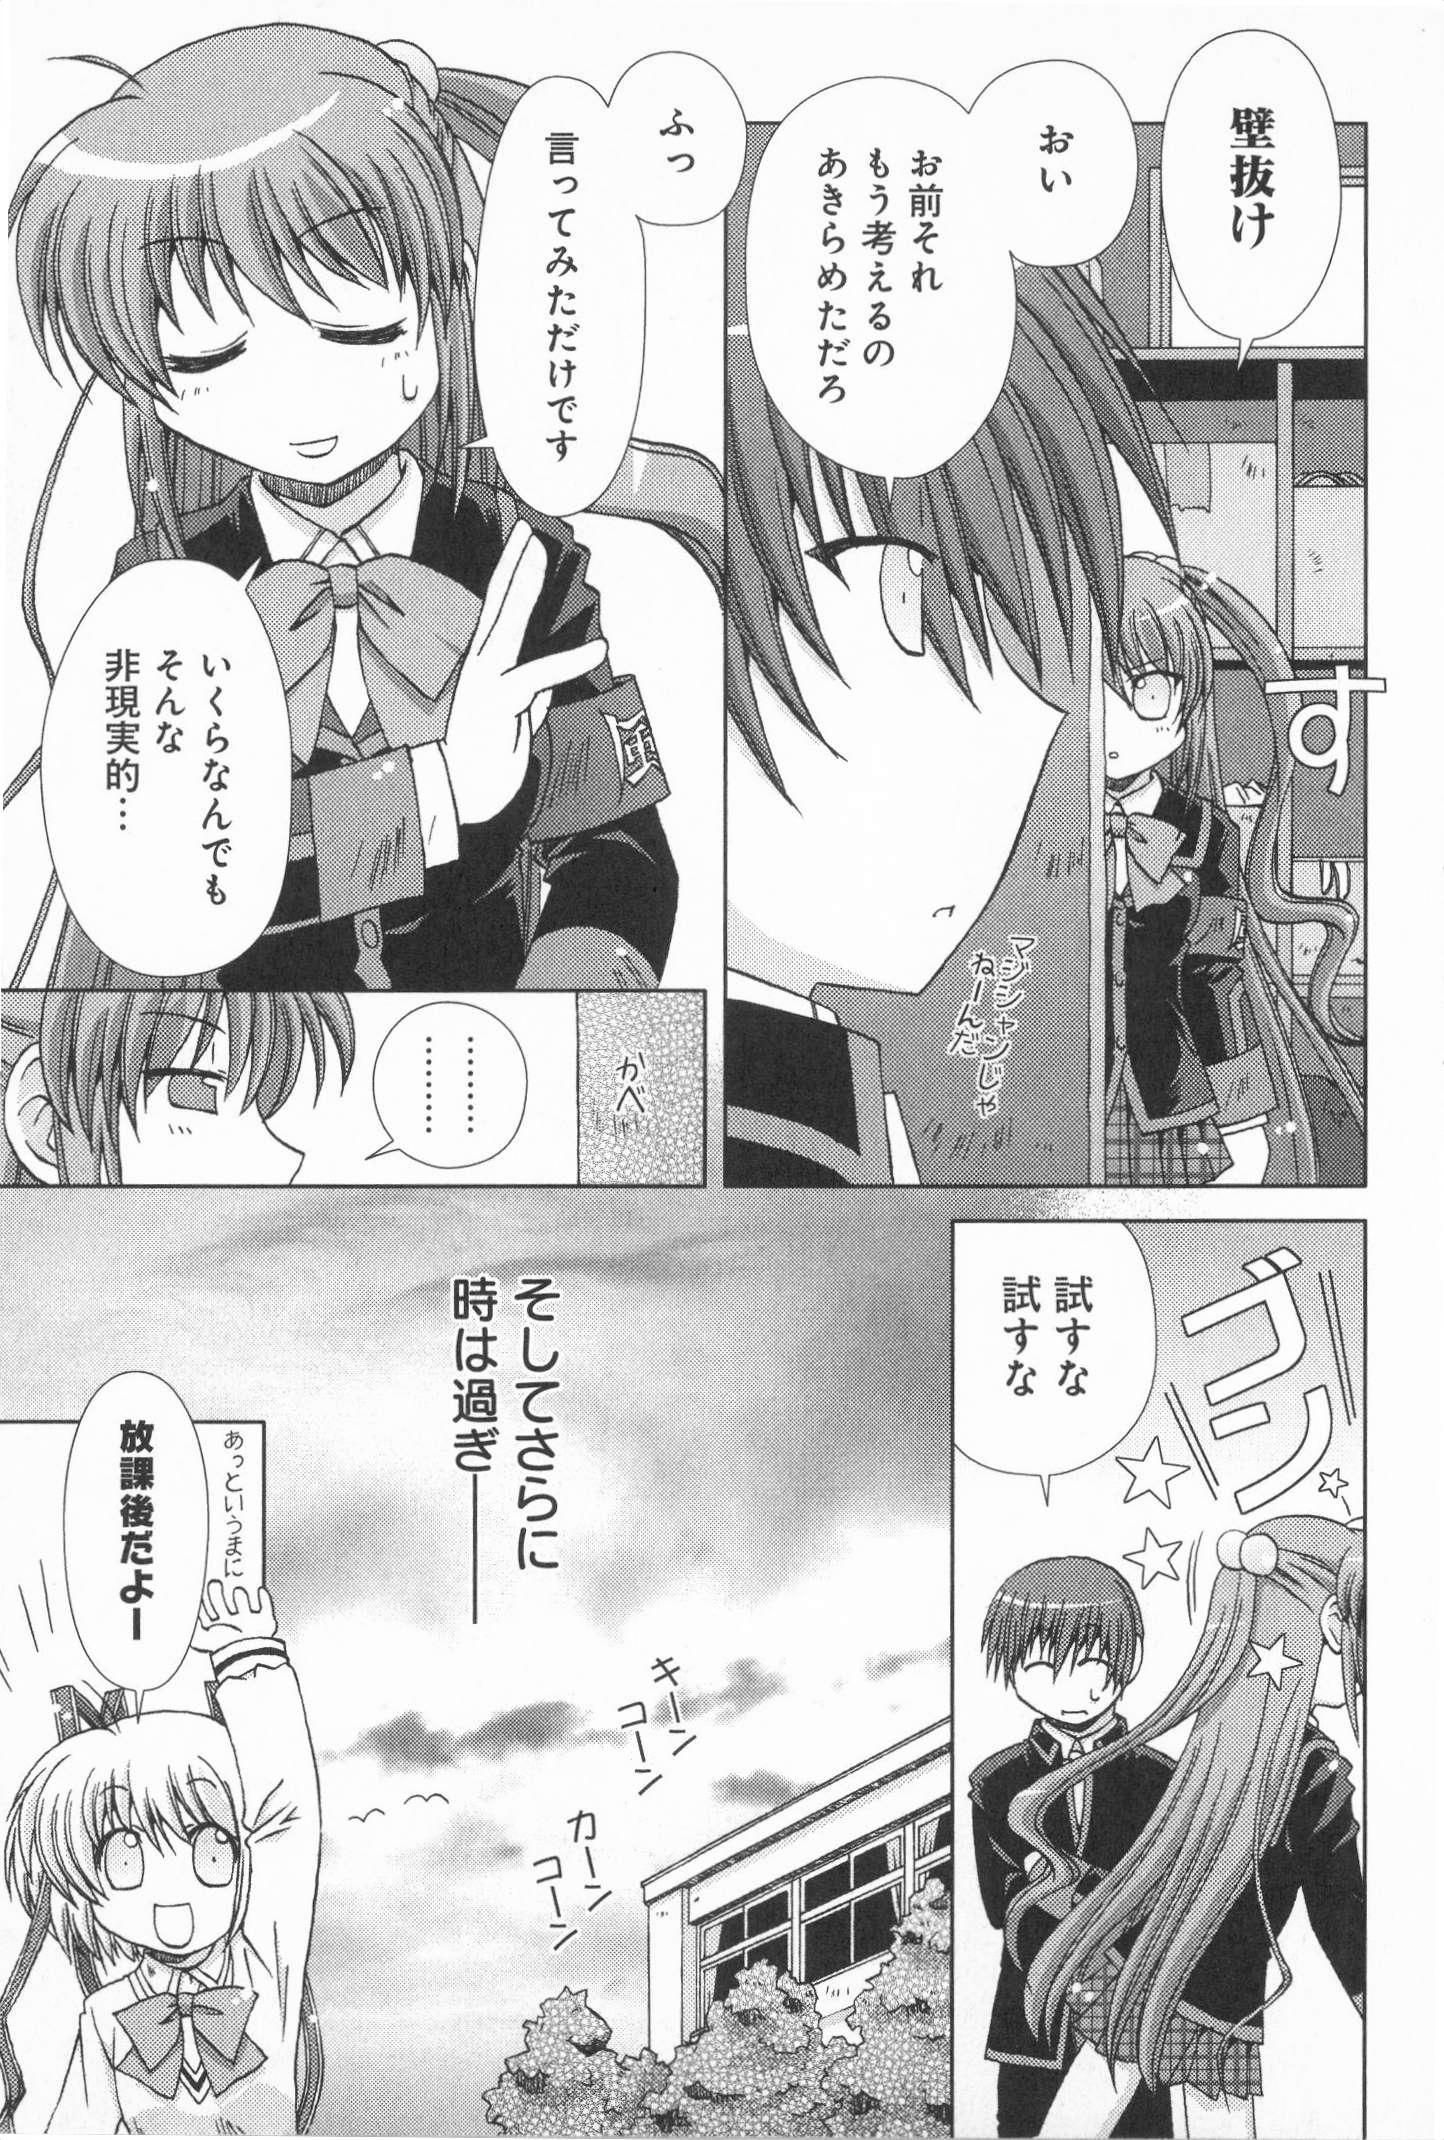 壁抜け
おい
お前それ
もう考えるの
あきらめただろ
す
マジシャンじゃ
ねーんだ
ふっ
言ってみただけです
いくらなんでも
そんな
非現実的…
風
かべ
………
………
ゴンッ
試すな
試すな
そしてさらに
時は過ぎ――
キーン
コーン
カーン
コーン
あっというまに
放課後だよー